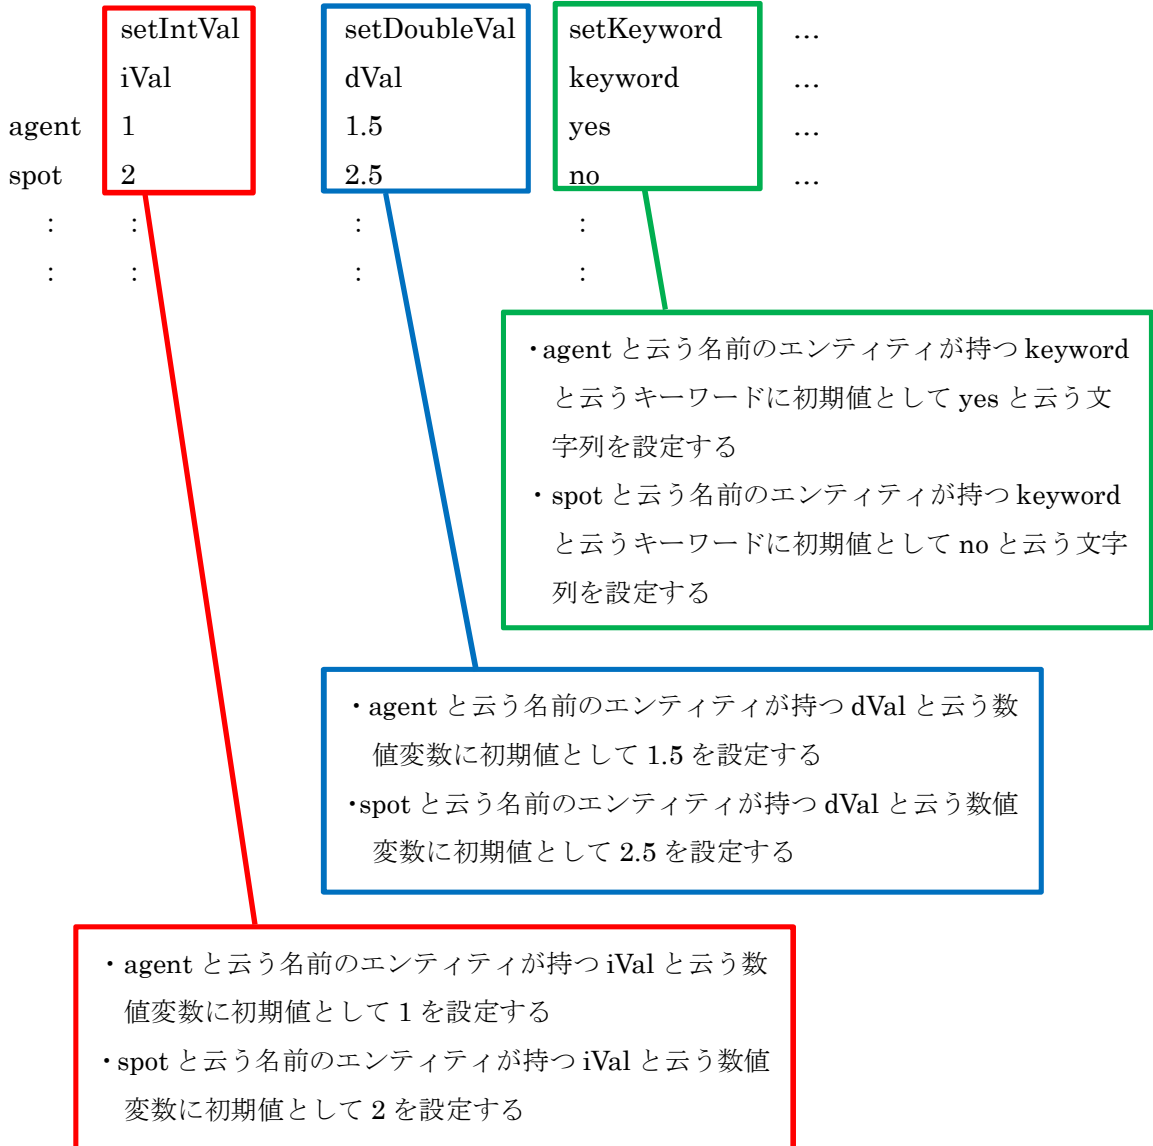 setIntVal setDoubleVal setKeyword …
iVal dVal keyword …
agent 1 1.5 yes …
spot 2 2.5 no …
: : : :
: : : :
・agent と云う名前のエンティティが持つ keyword
と云うキーワードに初期値として yes と云う文
字列を設定する
・spot と云う名前のエンティティが持つ keyword
と云うキーワードに初期値として no と云う文字
列を設定する
・agent と云う名前のエンティティが持つ dVal と云う数
値変数に初期値として 1.5 を設定する
・spot と云う名前のエンティティが持つ dVal と云う数値
変数に初期値として 2.5 を設定する
・agent と云う名前のエンティティが持つ iVal と云う数
値変数に初期値として 1 を設定する
・spot と云う名前のエンティティが持つ iVal と云う数値
変数に初期値として 2 を設定する